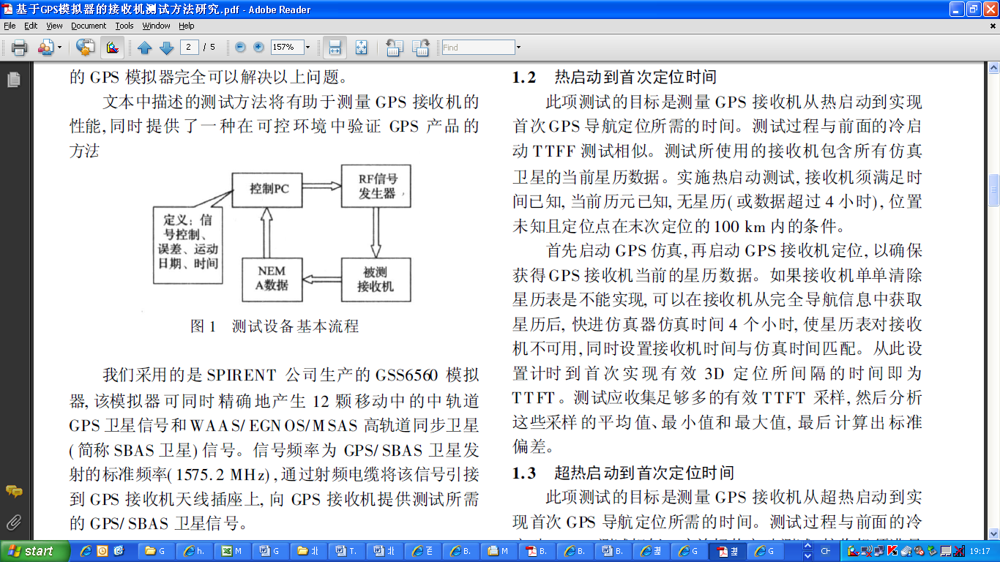 基于GPS模拟器的接收机测试方法研究.pdf - Adobe Reader
File Edit View Document Tools Window Help
2 / 5 157% Find
的 GPS 模拟器完全可以解决以上问题。
文本中描述的测试方法将有助于测量 GPS 接收机的
性能,同时提供了一种在可控环境中验证 GPS 产品的
方法
控制PC
RF信号
发生器
定义：信
号控制、
误差、运动
日期、时间
NEM
A数据
被测
接收机
图 1 测试设备基本流程
我们采用的是 SPIRENT 公司生产的 GSS6560 模拟
器,该模拟器可同时精确地产生 12 颗移动中的中轨道
GPS 卫星信号和 WAAS/ EGNOS/ MSAS 高轨道同步卫星
(简称 SBAS 卫星) 信号。信号频率为 GPS/ SBAS 卫星发
射的标准频率( 1575. 2 MHz) ,通过射频电缆将该信号引接
到 GPS 接收机天线插座上,向 GPS 接收机提供测试所需
的 GPS/ SBAS 卫星信号。
1.2 热启动到首次定位时间
此项测试的目标是测量 GPS 接收机从热启动到实现
首次 GPS 导航定位所需的时间。测试过程与前面的冷启
动 TTFF 测试相似。测试所使用的接收机包含所有仿真
卫星的当前星历数据。实施热启动测试,接收机须满足时
间已知,当前历元已知,无星历( 或数据超过 4 小时) ,位置
未知且定位点在末次定位的 100 km 内的条件。
首先启动 GPS 仿真,再启动 GPS 接收机定位,以确保
获得 GPS 接收机当前的星历数据。如果接收机单单清除
星历表是不能实现,可以在接收机从完全导航信息中获取
星历后,快进仿真器仿真时间 4 个小时,使星历表对接收
机不可用,同时设置接收机时间与仿真时间匹配。从此设
置计时到首次实现有效 3D 定位所间隔的时间即为
TTFT。测试应收集足够多的有效 TTFT 采样,然后分析
这些采样的平均值、最小值和最大值,最后计算出标准
偏差。
1.3 超热启动到首次定位时间
此项测试的目标是测量 GPS 接收机从超热启动到实
现首次 GPS 导航定位所需的时间。测试过程与前面的冷
start G h. M G 北 T. 北 B. M B. B. B. G G CH 19:17